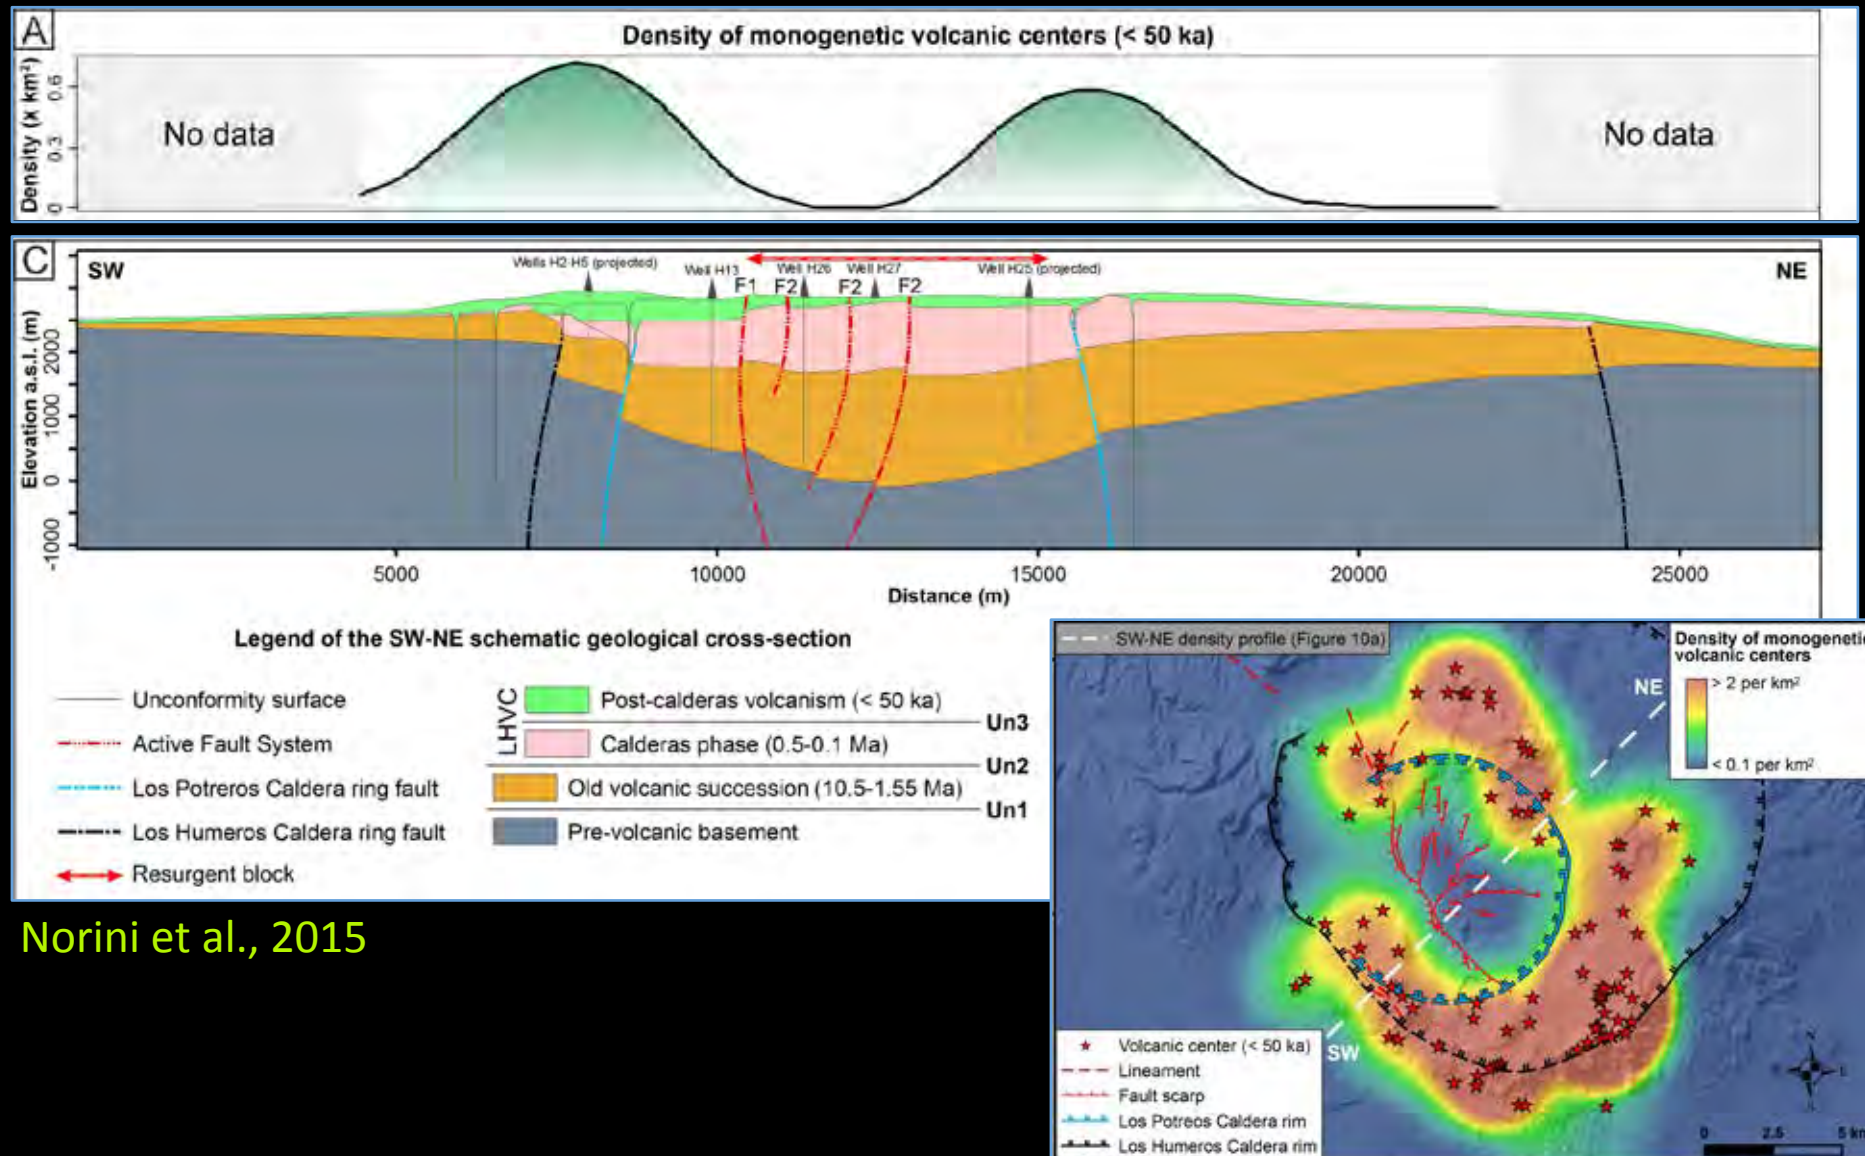 A
Density of monogenetic volcanic centers (< 50 ka)
Density (x km²)
0.6
0.3
0
No data
No data
C
SW
NE
Wells H2-H5 (projected)
Well H13
Well H26
Well H27
Well H25 (projected)
F1
F2
F2
F2
Elevation a.s.l. (m)
2000
1000
0
-1000
5000
10000
15000
20000
25000
Distance (m)
Legend of the SW-NE schematic geological cross-section
Unconformity surface
Active Fault System
Los Potreros Caldera ring fault
Los Humeros Caldera ring fault
Resurgent block
LHVC
Post-calderas volcanism (< 50 ka)
Un3
Calderas phase (0.5-0.1 Ma)
Un2
Old volcanic succession (10.5-1.55 Ma)
Un1
Pre-volcanic basement
SW-NE density profile (Figure 10a)
Density of monogenetic
volcanic centers
> 2 per km²
< 0.1 per km²
NE
SW
Volcanic center (< 50 ka)
Lineament
Fault scarp
Los Potreos Caldera rim
Los Humeros Caldera rim
N
0 2.5 5 km
Norini et al., 2015